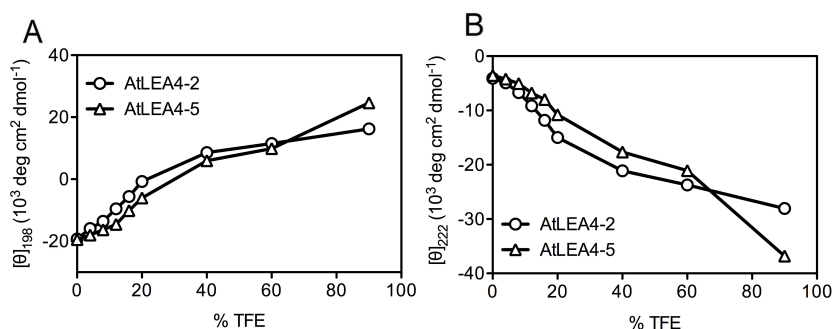 A
[θ]198 (10³ deg cm² dmol⁻¹)
40
20
0
-20
AtLEA4-2
AtLEA4-5
0 20 40 60 80 100
% TFE
B
[θ]222 (10³ deg cm² dmol⁻¹)
0
-10
-20
-30
-40
AtLEA4-2
AtLEA4-5
0 20 40 60 80 100
% TFE